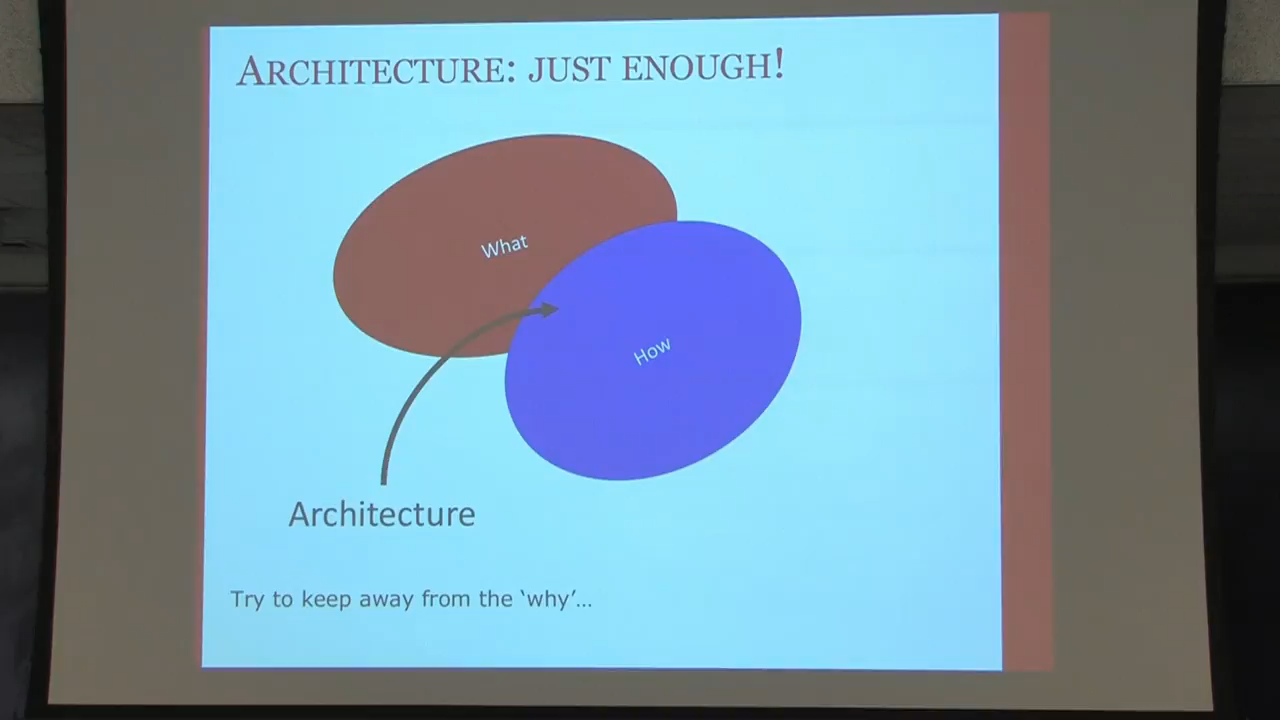 ARCHITECTURE: JUST ENOUGH!
What
How
Architecture
Try to keep away from the ‘why’...